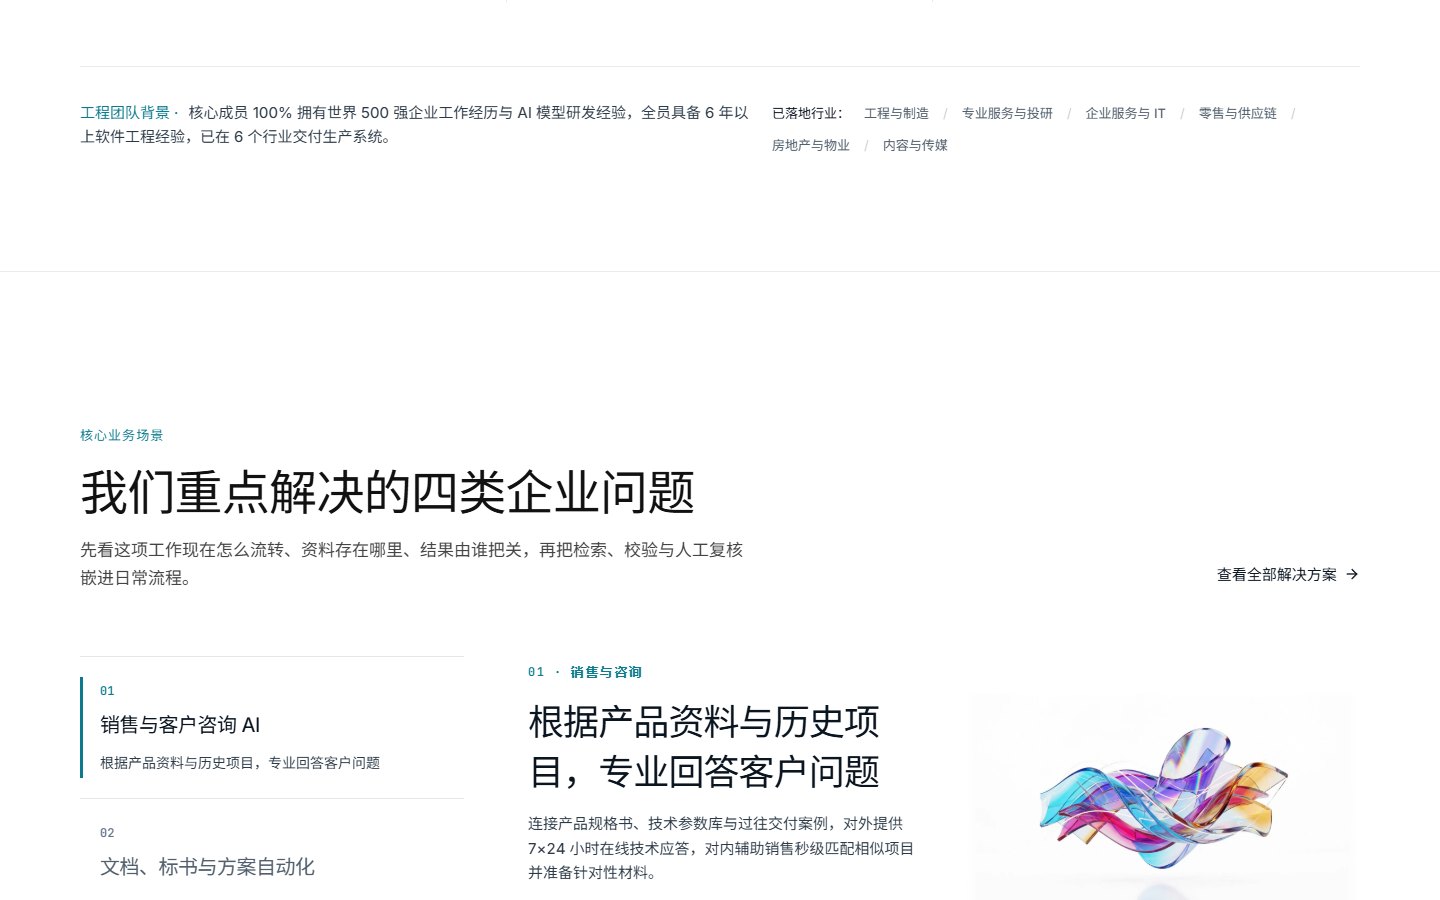 工程团队背景 · 核心成员 100% 拥有世界 500 强企业工作经历与 AI 模型研发经验，全员具备 6 年以
上软件工程经验，已在 6 个行业交付生产系统。
已落地行业： 工程与制造 / 专业服务与投研 / 企业服务与 IT / 零售与供应链 /
房地产与物业 / 内容与传媒
核心业务场景
我们重点解决的四类企业问题
先看这项工作现在怎么流转、资料存在哪里、结果由谁把关，再把检索、校验与人工复核
嵌进日常流程。
查看全部解决方案 →
01
销售与客户咨询 AI
根据产品资料与历史项目，专业回答客户问题
02
文档、标书与方案自动化
01 · 销售与咨询
根据产品资料与历史项
目，专业回答客户问题
连接产品规格书、技术参数库与过往交付案例，对外提供
7×24 小时在线技术应答，对内辅助销售秒级匹配相似项目
并准备针对性材料。